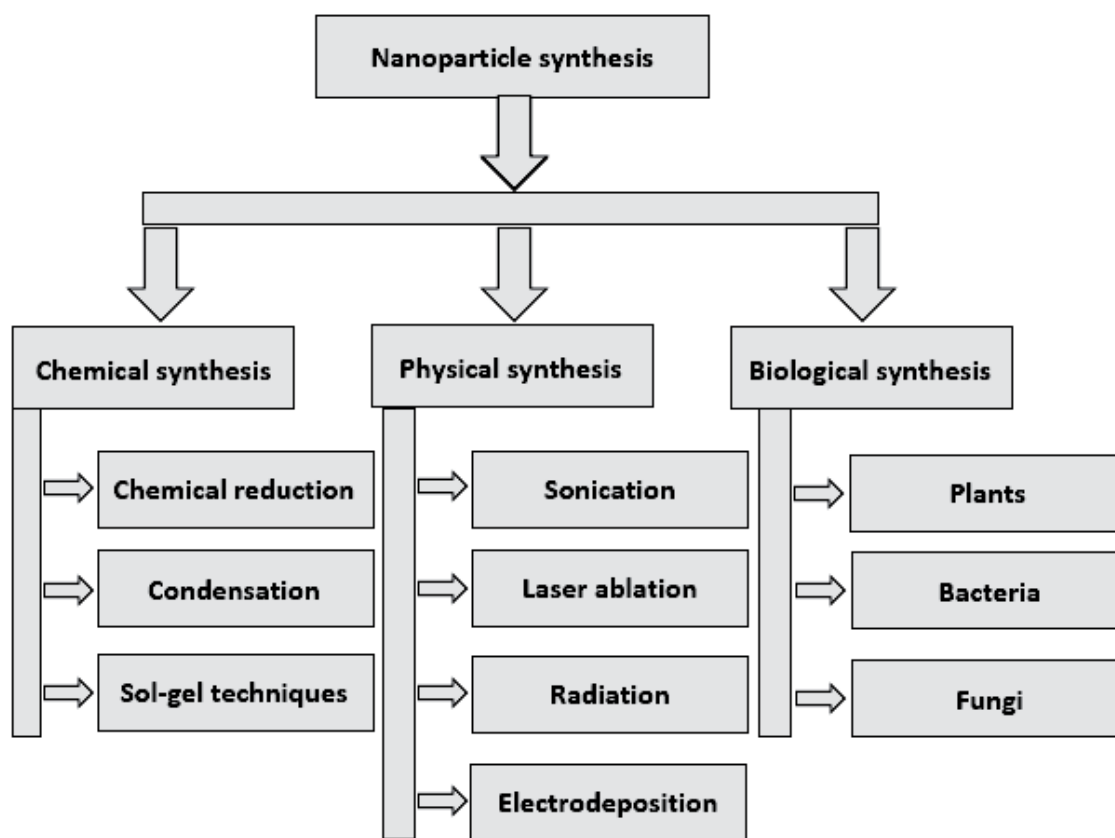 Nanoparticle synthesis
Chemical synthesis
Chemical reduction
Condensation
Sol-gel techniques
Physical synthesis
Sonication
Laser ablation
Radiation
Electrodeposition
Biological synthesis
Plants
Bacteria
Fungi